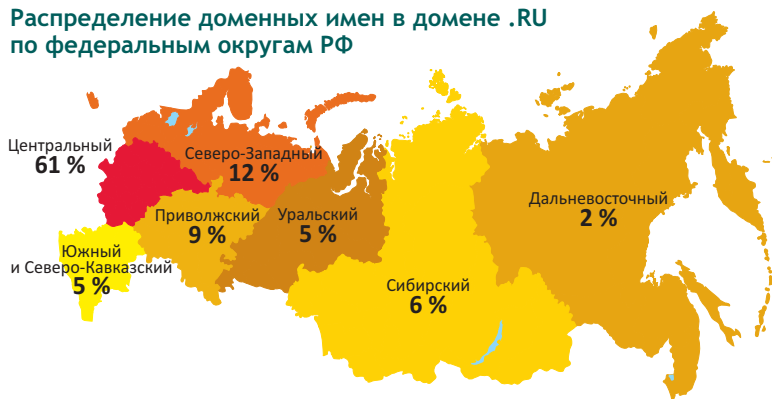 Распределение доменных имен в домене .RU
по федеральным округам РФ
Центральный
61 %
Северо-Западный
12 %
Приволжский
9 %
Уральский
5 %
Дальневосточный
2 %
Южный
и Северо-Кавказский
5 %
Сибирский
6 %